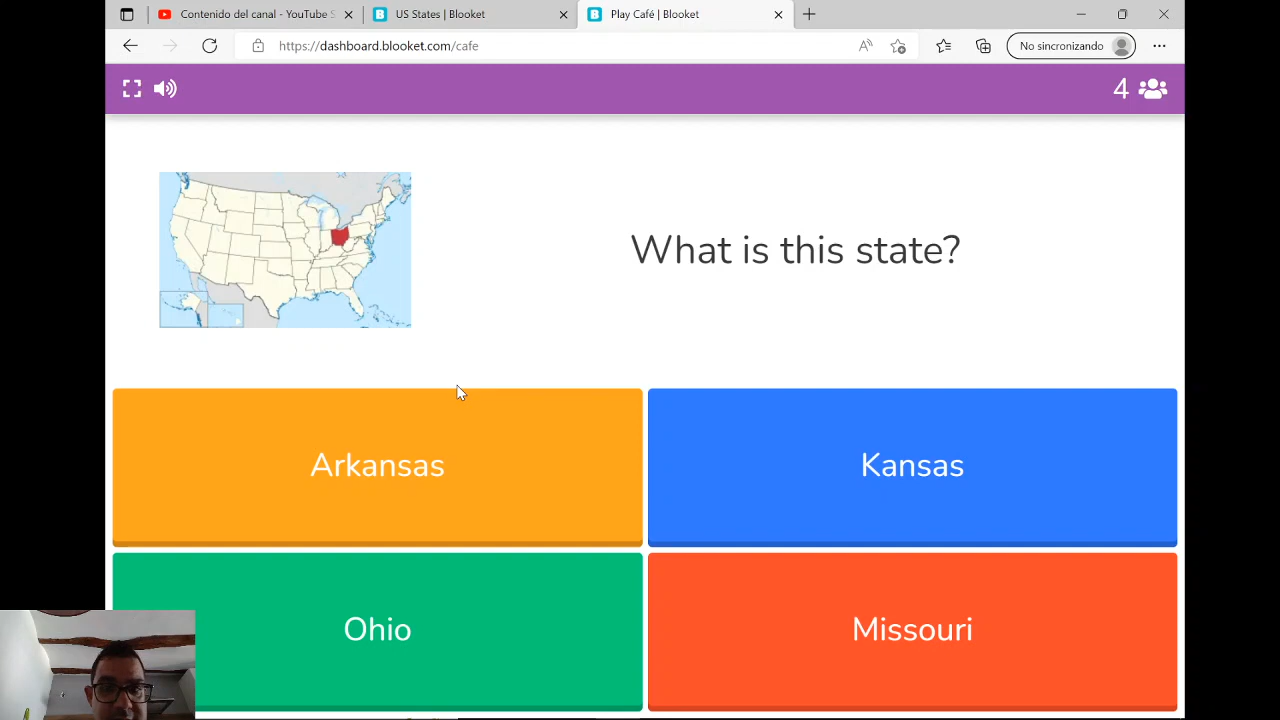 Contenido del canal - YouTube S
US States | Blooket
Play Café | Blooket
https://dashboard.blooket.com/cafe
No sincronizando
4
What is this state?
Arkansas
Kansas
Ohio
Missouri